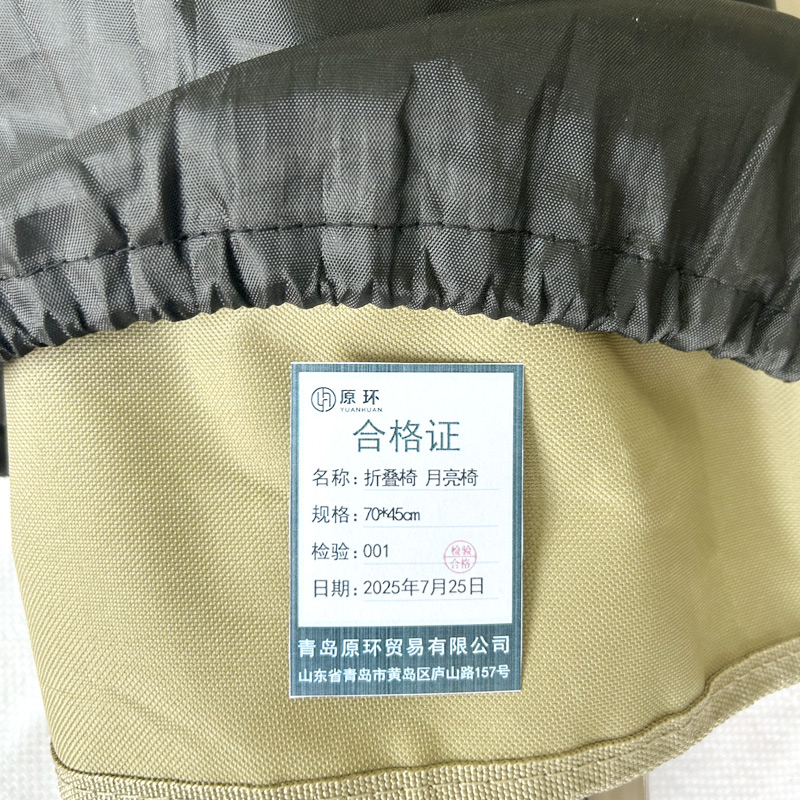 原环
YUANHUAN
合格证
名称：折叠椅 月亮椅
规格：70*45cm
检验：001
检验
合格
日期：2025年7月25日
青岛原环贸易有限公司
山东省青岛市黄岛区庐山路157号